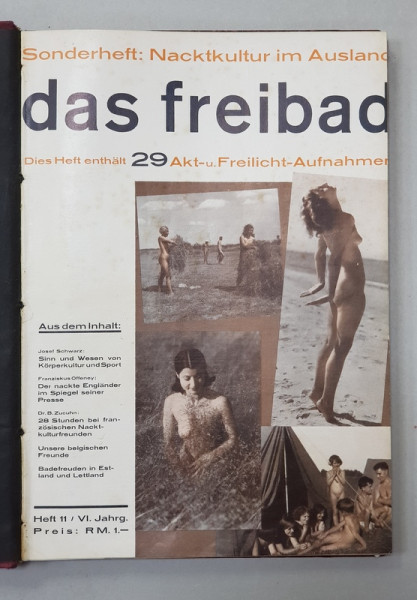 Sonderheft: Nacktkultur im Ausland
das freibad
Dies Heft enthält 29 Akt- u. Freilicht-Aufnahmen
Aus dem Inhalt:
Josef Schwarz:
Sinn und Wesen von
Körperkultur und Sport
Franziskus Offeney:
Der nackte Engländer
im Spiegel seiner
Presse
Dr. B. Zucuhn:
28 Stunden bei fran-
zösischen Nackt-
kulturfreunden
Unsere belgischen
Freunde
Badefreuden in Est-
land und Lettland
Heft 11 / VI. Jahrg.
Preis: RM. 1.—